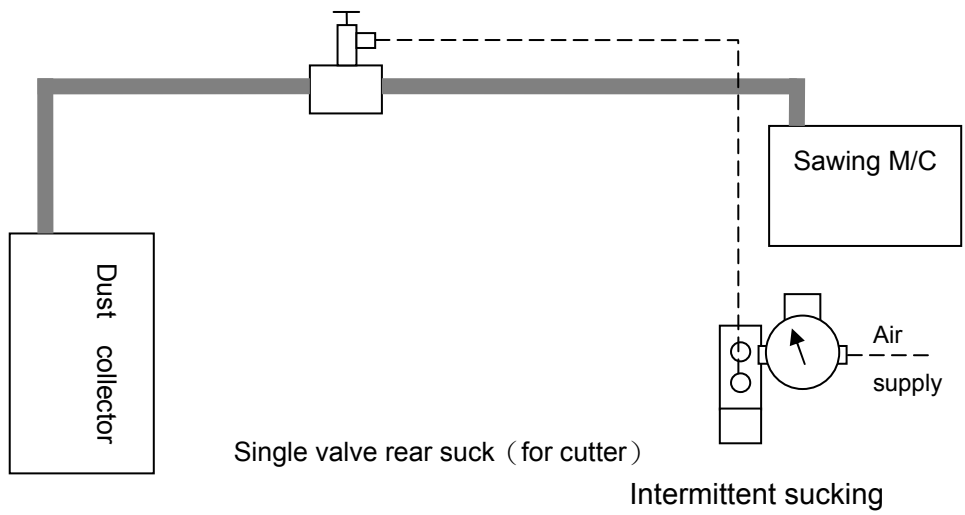 Sawing M/C
Dust collector
Air
supply
Single valve rear suck（for cutter）
Intermittent sucking